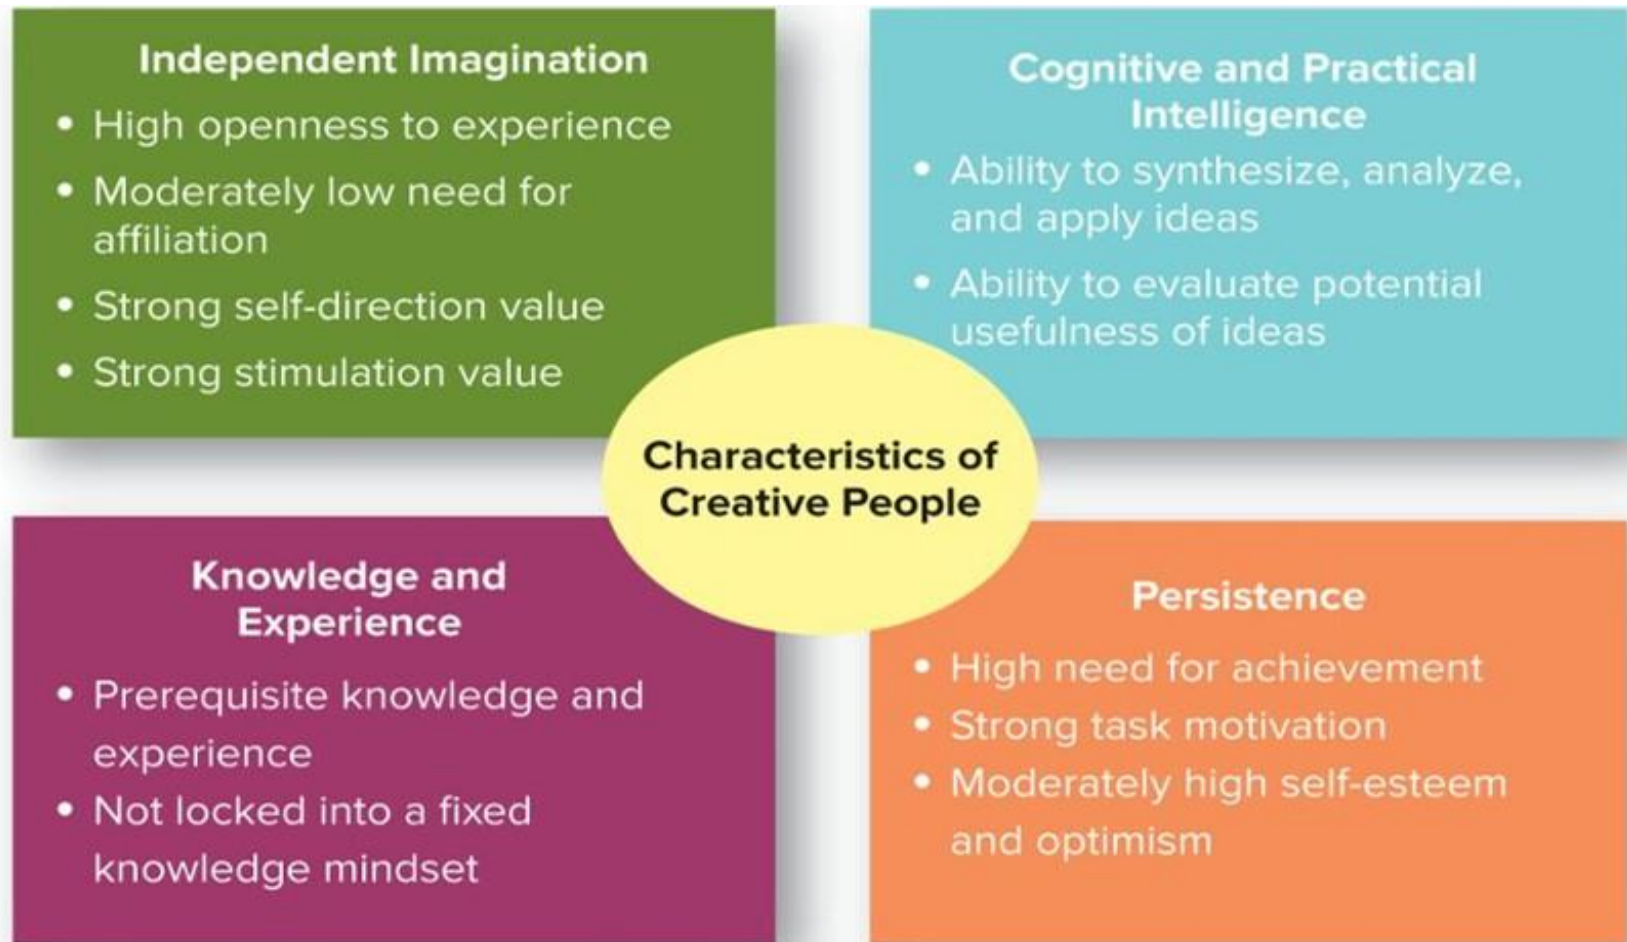 Independent Imagination
• High openness to experience
• Moderately low need for
affiliation
• Strong self-direction value
• Strong stimulation value
Cognitive and Practical
Intelligence
• Ability to synthesize, analyze,
and apply ideas
• Ability to evaluate potential
usefulness of ideas
Characteristics of
Creative People
Knowledge and
Experience
• Prerequisite knowledge and
experience
• Not locked into a fixed
knowledge mindset
Persistence
• High need for achievement
• Strong task motivation
• Moderately high self-esteem
and optimism